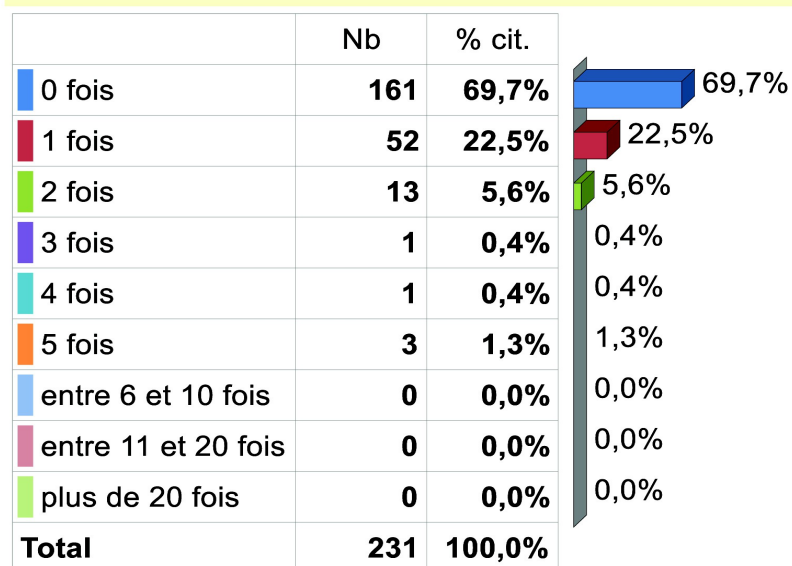 Nb % cit.
0 fois 161 69,7% 69,7%
1 fois 52 22,5% 22,5%
2 fois 13 5,6% 5,6%
3 fois 1 0,4% 0,4%
4 fois 1 0,4% 0,4%
5 fois 3 1,3% 1,3%
entre 6 et 10 fois 0 0,0% 0,0%
entre 11 et 20 fois 0 0,0% 0,0%
plus de 20 fois 0 0,0% 0,0%
Total 231 100,0%